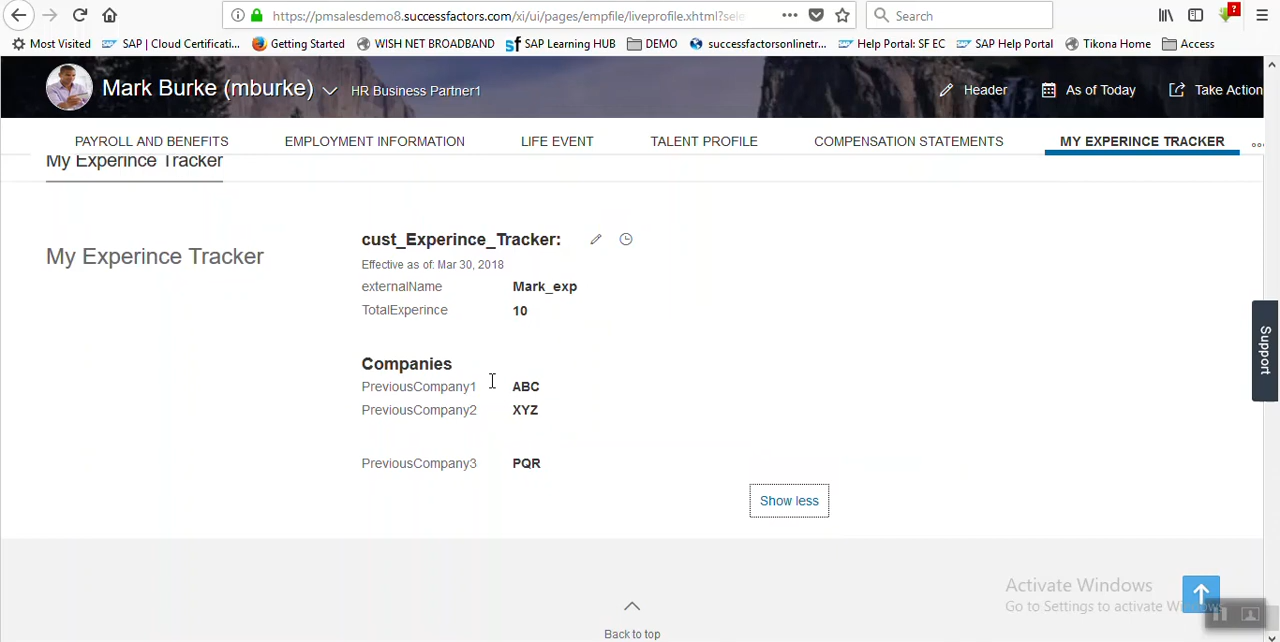 https://pmsalesdemo8.successfactors.com/xi/ui/pages/empfile/liveprofile.xhtml?sele
Search
?
Most Visited SAP | Cloud Certificati... Getting Started WISH NET BROADBAND SAP Learning HUB DEMO successfactorsonlinetr... Help Portal: SF EC SAP Help Portal Tikona Home Access
Mark Burke (mburke) HR Business Partner1 Header As of Today Take Action
PAYROLL AND BENEFITS EMPLOYMENT INFORMATION LIFE EVENT TALENT PROFILE COMPENSATION STATEMENTS MY EXPERINCE TRACKER
My Experince Tracker
My Experince Tracker
cust_Experince_Tracker:
Effective as of: Mar 30, 2018
externalName Mark_exp
TotalExperince 10
Companies
PreviousCompany1 ABC
PreviousCompany2 XYZ
PreviousCompany3 PQR
Show less
Support
Activate Windows
Go to Settings to activate
Back to top